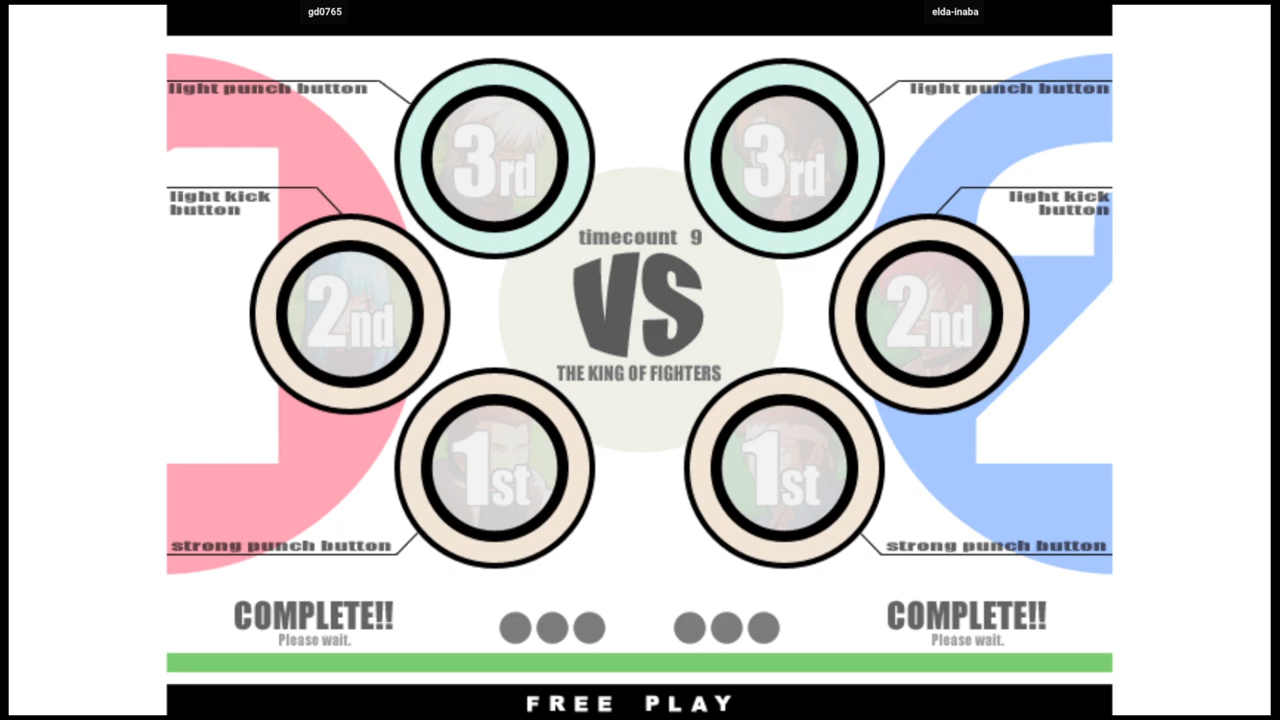 gd0765
elda-inaba
light punch button
light punch button
3rd
3rd
light kick
button
light kick
button
timecount 9
VS
THE KING OF FIGHTERS
2nd
2nd
1st
1st
strong punch button
strong punch button
COMPLETE!!
Please wait.
COMPLETE!!
Please wait.
FREE PLAY
1
2